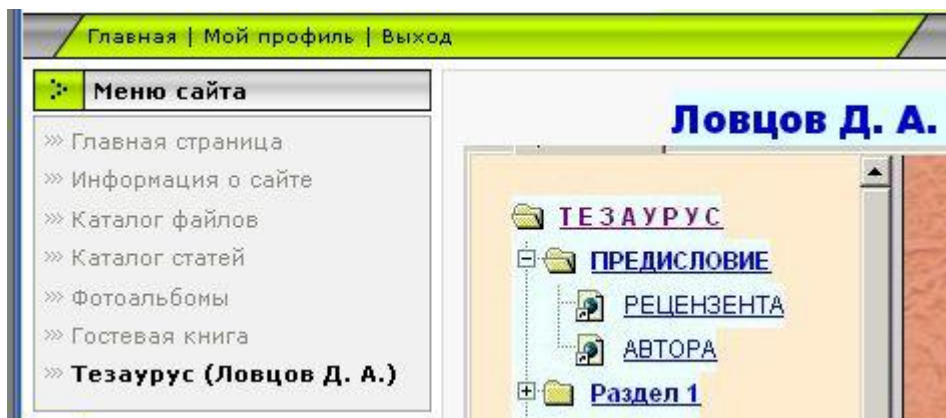 Главная | Мой профиль | Выход
Меню сайта
Главная страница
Информация о сайте
Каталог файлов
Каталог статей
Фотоальбомы
Гостевая книга
Тезаурус (Ловцов Д. А.)
Ловцов Д. А.
ТЕЗАУРУС
ПРЕДИСЛОВИЕ
РЕЦЕНЗЕНТА
АВТОРА
Раздел 1